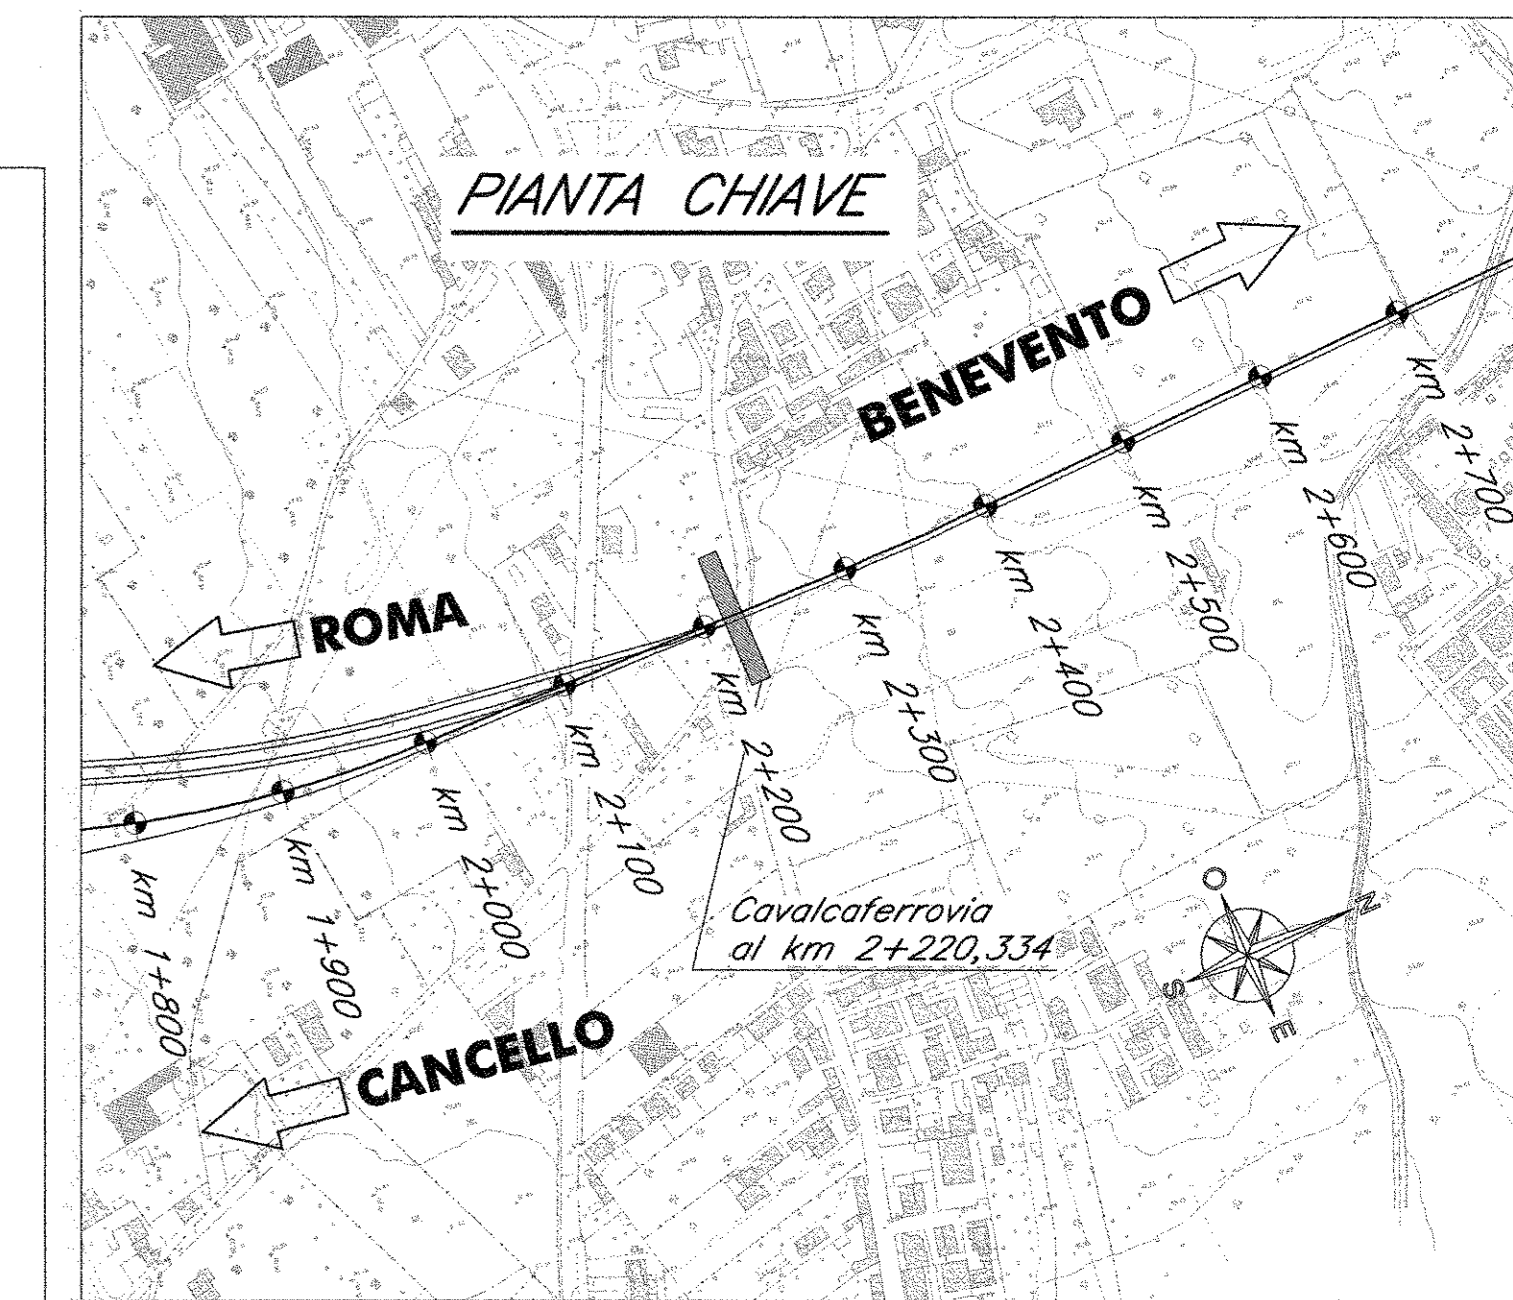 PIANTA CHIAVE
BENEVENTO
ROMA
CANCELLO
km 1+800
km 1+900
km 2+000
km 2+100
km 2+200
km 2+300
km 2+400
km 2+500
km 2+600
km 2+700
Cavalcaferrovia
al km 2+220,334
O
N
S
E